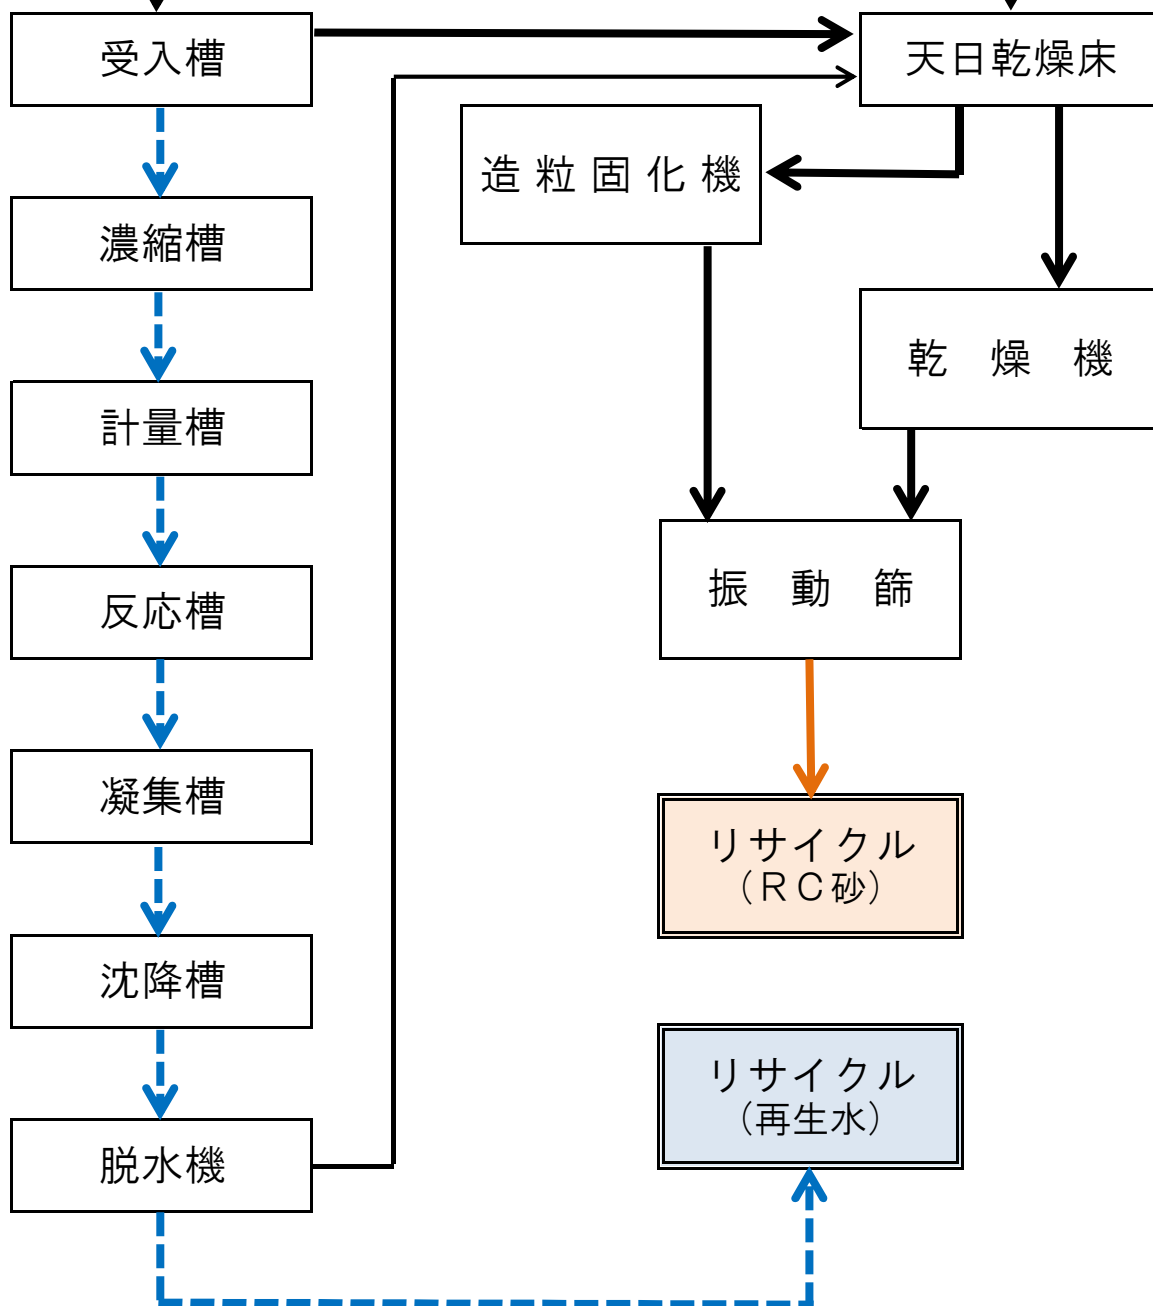 受入槽
天日乾燥床
造粒固化機
濃縮槽
乾　燥　機
計量槽
反応槽
振　動　篩
凝集槽
リサイクル
（ＲＣ砂）
沈降槽
リサイクル
（再生水）
脱水機